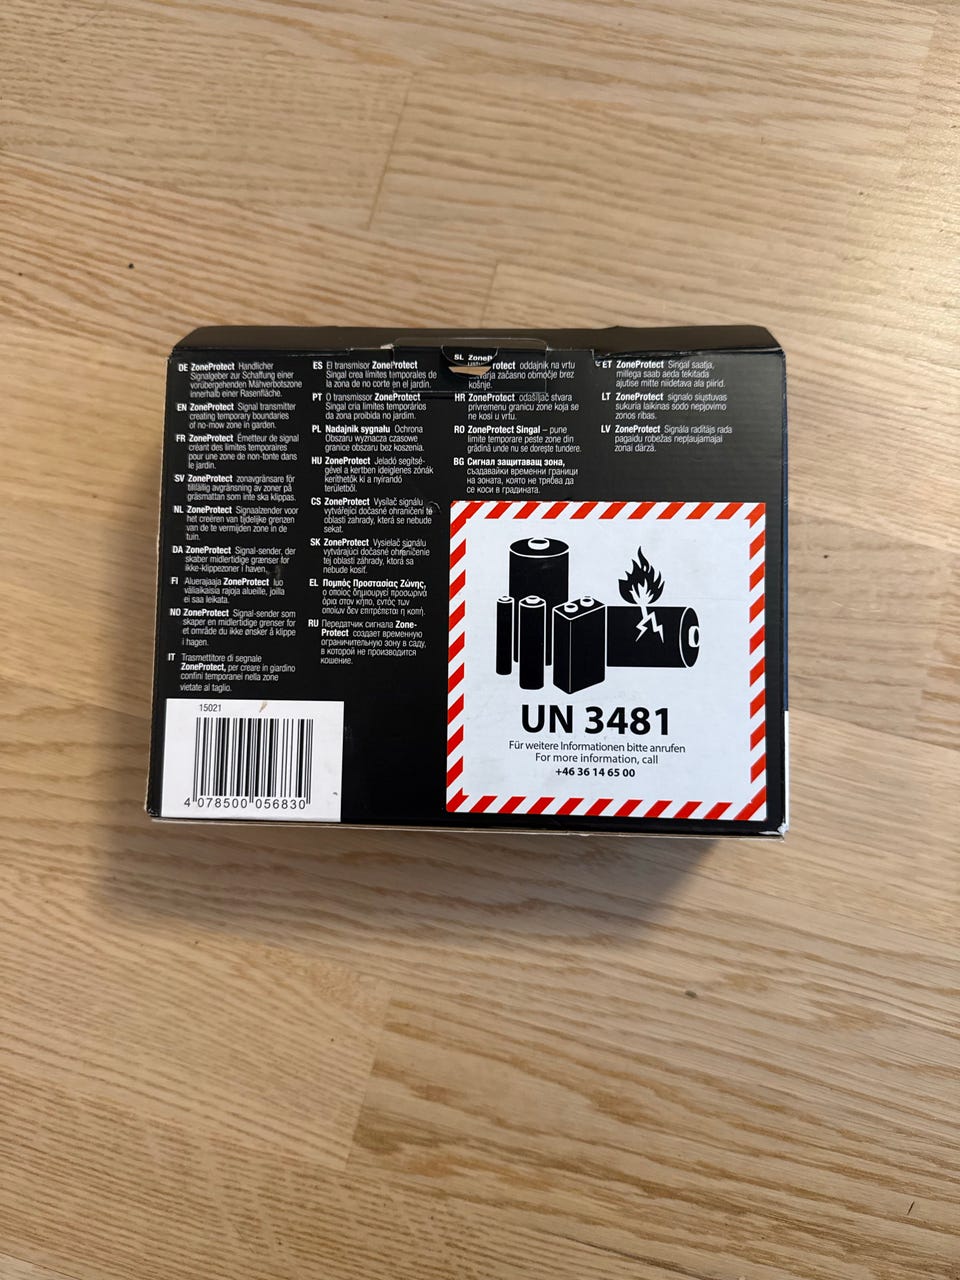 DE ZoneProtect Handlicher
Signalgeber zur Schaffung einer
vorübergehenden Mähverbotszone
innerhalb einer Rasenfläche.
EN ZoneProtect Signal transmitter
creating temporary boundaries
of no-mow zone in garden.
FR ZoneProtect Émetteur de signal
créant des limites temporaires
pour une zone de non-tonte dans
le jardin.
SV ZoneProtect zonavgränsare för
tillfällig avgränsning av zoner på
gräsmattan som inte ska klippas.
NL ZoneProtect Signaalzender voor
het creëren van tijdelijke grenzen
van de te vermijden zone in de
tuin.
DA ZoneProtect Signal-sender, der
skaber midlertidige grænser for
ikke-klippezoner i haven.
FI Aluerajaaja ZoneProtect luo
väliaikaisia rajoja alueille, joilla
ei saa leikata.
NO ZoneProtect Signal-sender som
skaper en midlertidige grenser for
et område du ikke ønsker å klippe
i hagen.
IT Trasmettitore di segnale
ZoneProtect, per creare in giardino
confini temporanei nella zone
vietate al taglio.
ES El transmisor ZoneProtect
Singal crea límites temporales de
la zona de no corte en el jardín.
PT O transmissor ZoneProtect
Singal cria limites temporários
da zona proibida no jardim.
PL Nadajnik sygnału Ochrona
Obszaru wyznacza czasowe
granice obszaru bez koszenia.
HU ZoneProtect Jeladó segítsé-
gével a kertben ideiglenes zónák
keríthetők ki a nyírandó
területből.
CS ZoneProtect Vysílač signálu
vytvářející dočasné ohraničení té
oblasti zahrady, která se nebude
sekat.
SK ZoneProtect Vysielač signálu
vytvárajúci dočasné ohraničenie
tej oblasti záhrady, ktorá sa
nebude kosiť.
EL Πομπός Προστασίας Ζώνης,
ο οποίος δημιουργεί προσωρινά
όρια στον κήπο, εντός των
οποίων δεν επιτρέπεται η κοπή.
RU Передатчик сигнала Zone-
Protect создает временную
ограничительную зону в саду,
в которой не производится
кошение.
SL ZoneP
rotect oddajnik na vrtu
ustvarja začasno območje brez
košnje.
HR ZoneProtect odašiljač stvara
privremenu granicu zone koja se
ne kosi u vrtu.
RO ZoneProtect Singal – pune
limite temporare peste zone din
grădină unde nu se dorește tundere.
BG Сигнал защитаващ зона,
създавайки временни граници
на зоната, която не трябва да
се коси в градината.
ET ZoneProtect Singal saatja,
millega saab aeda tekitada
ajutise mitte niidetava ala piirid.
LT ZoneProtect signalo siųstuvas
sukuria laikinas sodo nepjovimo
zonos ribas.
LV ZoneProtect Signāla raidītājs rada
pagaidu robežas nepļaujamajai
zonai dārzā.
15021
4 078500 056830
UN 3481
Für weitere Informationen bitte anrufen
For more information, call
+46 36 14 65 00